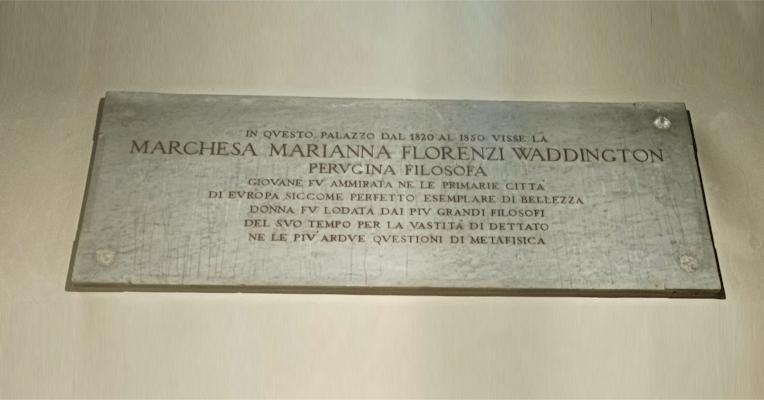 IN QVESTO PALAZZO DAL 1820 AL 1850 VISSE LA
MARCHESA MARIANNA FLORENZI WADDINGTON
PERVGINA FILOSOFA
GIOVANE FV AMMIRATA NE LE PRIMARIE CITTA'
DI EVROPA SICCOME PERFETTO ESEMPLARE DI BELLEZZA
DONNA FV LODATA DAI PIV GRANDI FILOSOFI
DEL SVO TEMPO PER LA VASTITA DI DETTATO
NE LE PIV' ARDVE QVESTIONI DI METAFISICA